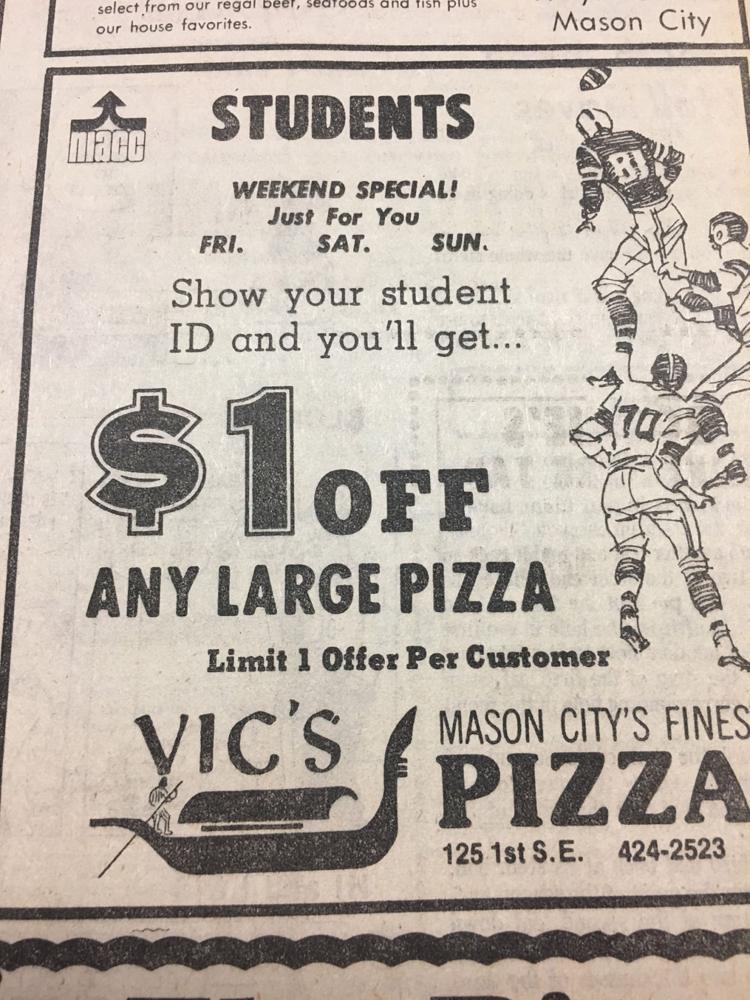 select from our regal beef, seafoods and fish plus
our house favorites.
Mason City
niacc
STUDENTS
WEEKEND SPECIAL!
Just For You
FRI. SAT. SUN.
Show your student
ID and you'll get...
$1 OFF
ANY LARGE PIZZA
Limit 1 Offer Per Customer
81
70
VIC'S
MASON CITY'S FINES
PIZZA
125 1st S.E. 424-2523